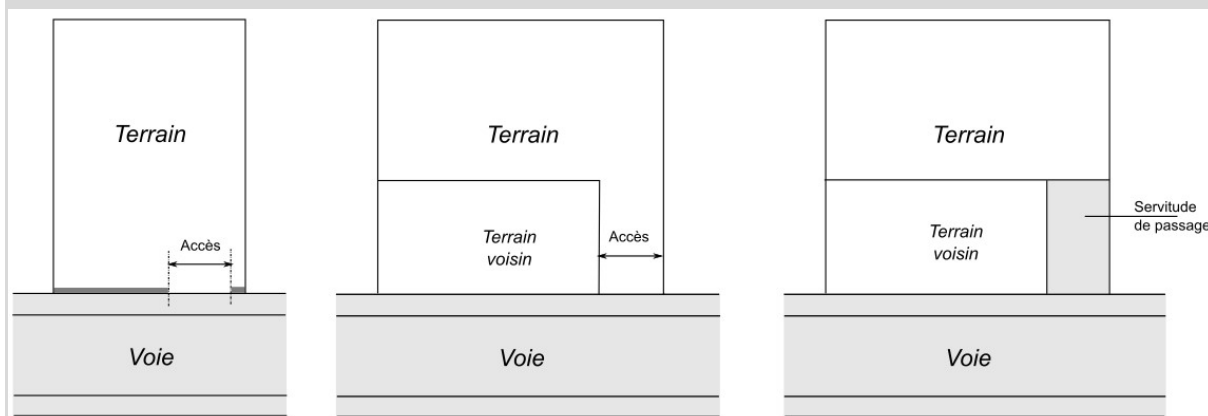 Terrain
Accès
Voie
Terrain
Terrain
voisin
Accès
Voie
Terrain
Terrain
voisin
Servitude
de passage
Voie